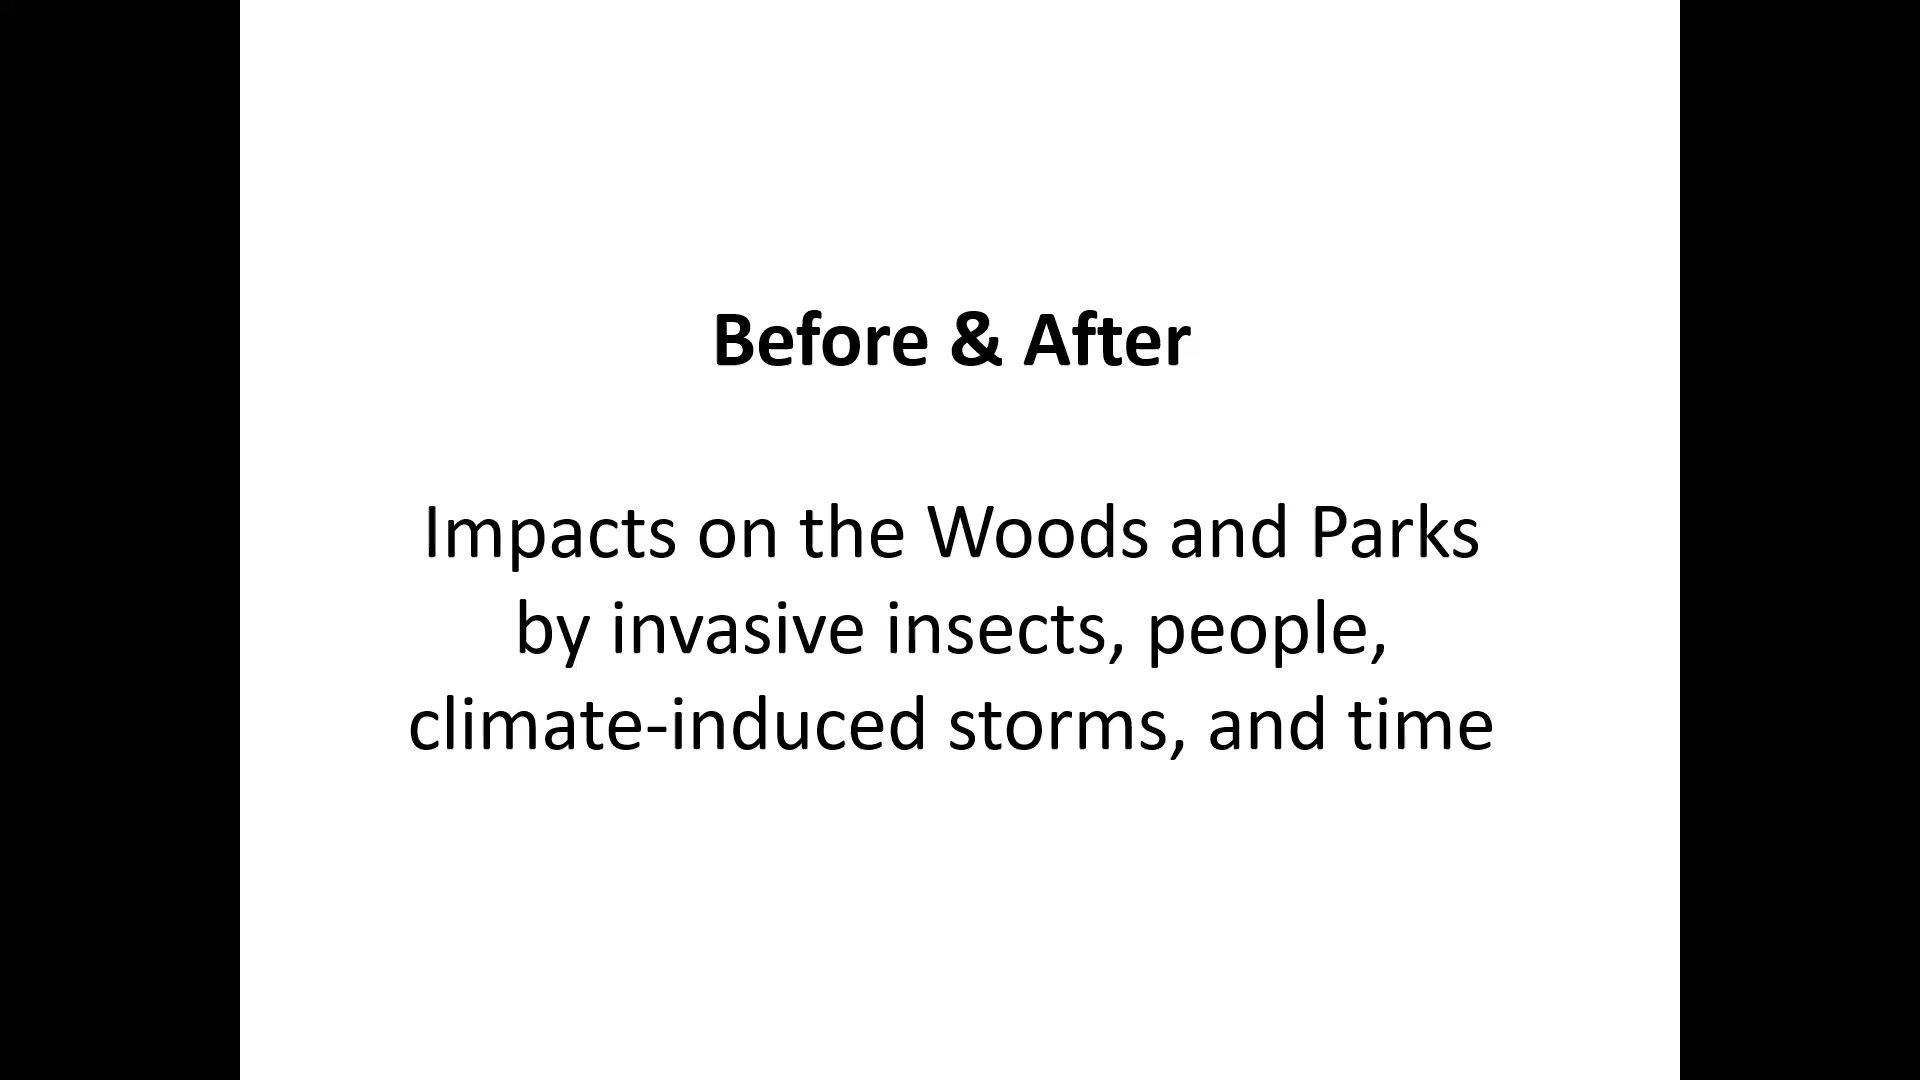 Before & After
Impacts on the Woods and Parks
by invasive insects, people,
climate-induced storms, and time